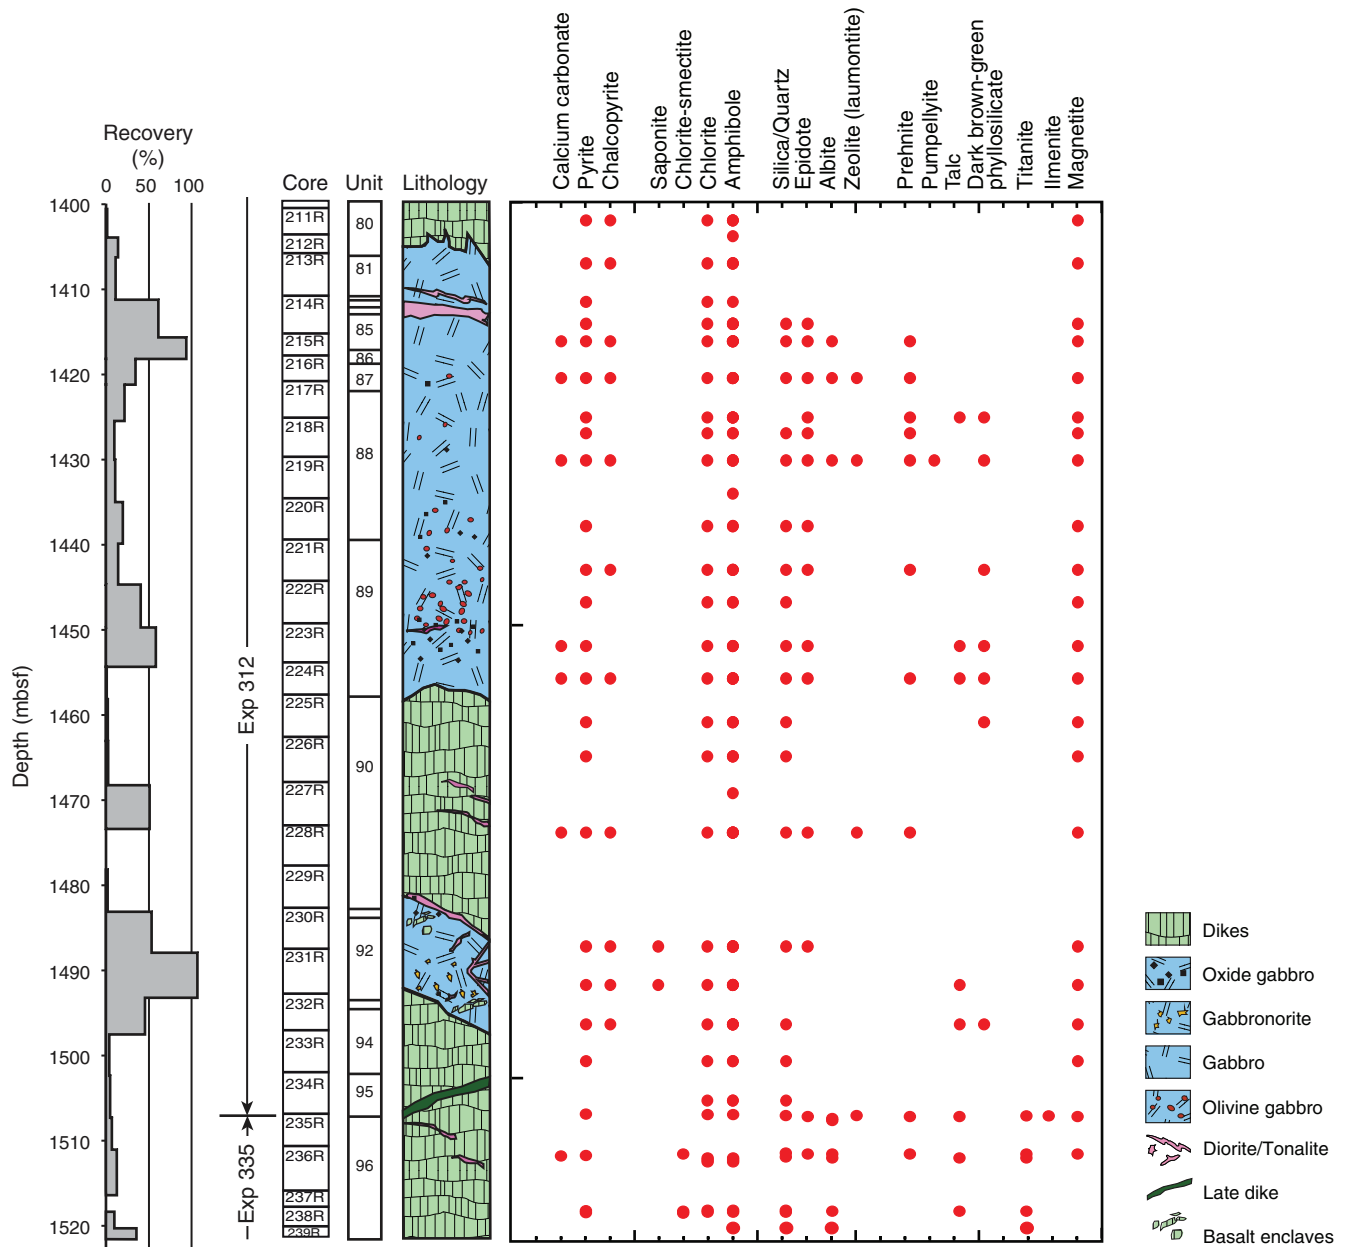 Recovery
(%)
0 50 100
Core
Unit
Lithology
Calcium carbonate
Pyrite
Chalcopyrite
Saponite
Chlorite-smectite
Chlorite
Amphibole
Silica/Quartz
Epidote
Albite
Zeolite (laumontite)
Prehnite
Pumpellyite
Talc
Dark brown-green
phyllosilicate
Titanite
Ilmenite
Magnetite
Depth (mbsf)
1400
1410
1420
1430
1440
1450
1460
1470
1480
1490
1500
1510
1520
Exp 312
Exp 335
211R
212R
213R
214R
215R
216R
217R
218R
219R
220R
221R
222R
223R
224R
225R
226R
227R
228R
229R
230R
231R
232R
233R
234R
235R
236R
237R
238R
239R
80
81
85
86
87
88
89
90
92
94
95
96
Dikes
Oxide gabbro
Gabbronorite
Gabbro
Olivine gabbro
Diorite/Tonalite
Late dike
Basalt enclaves